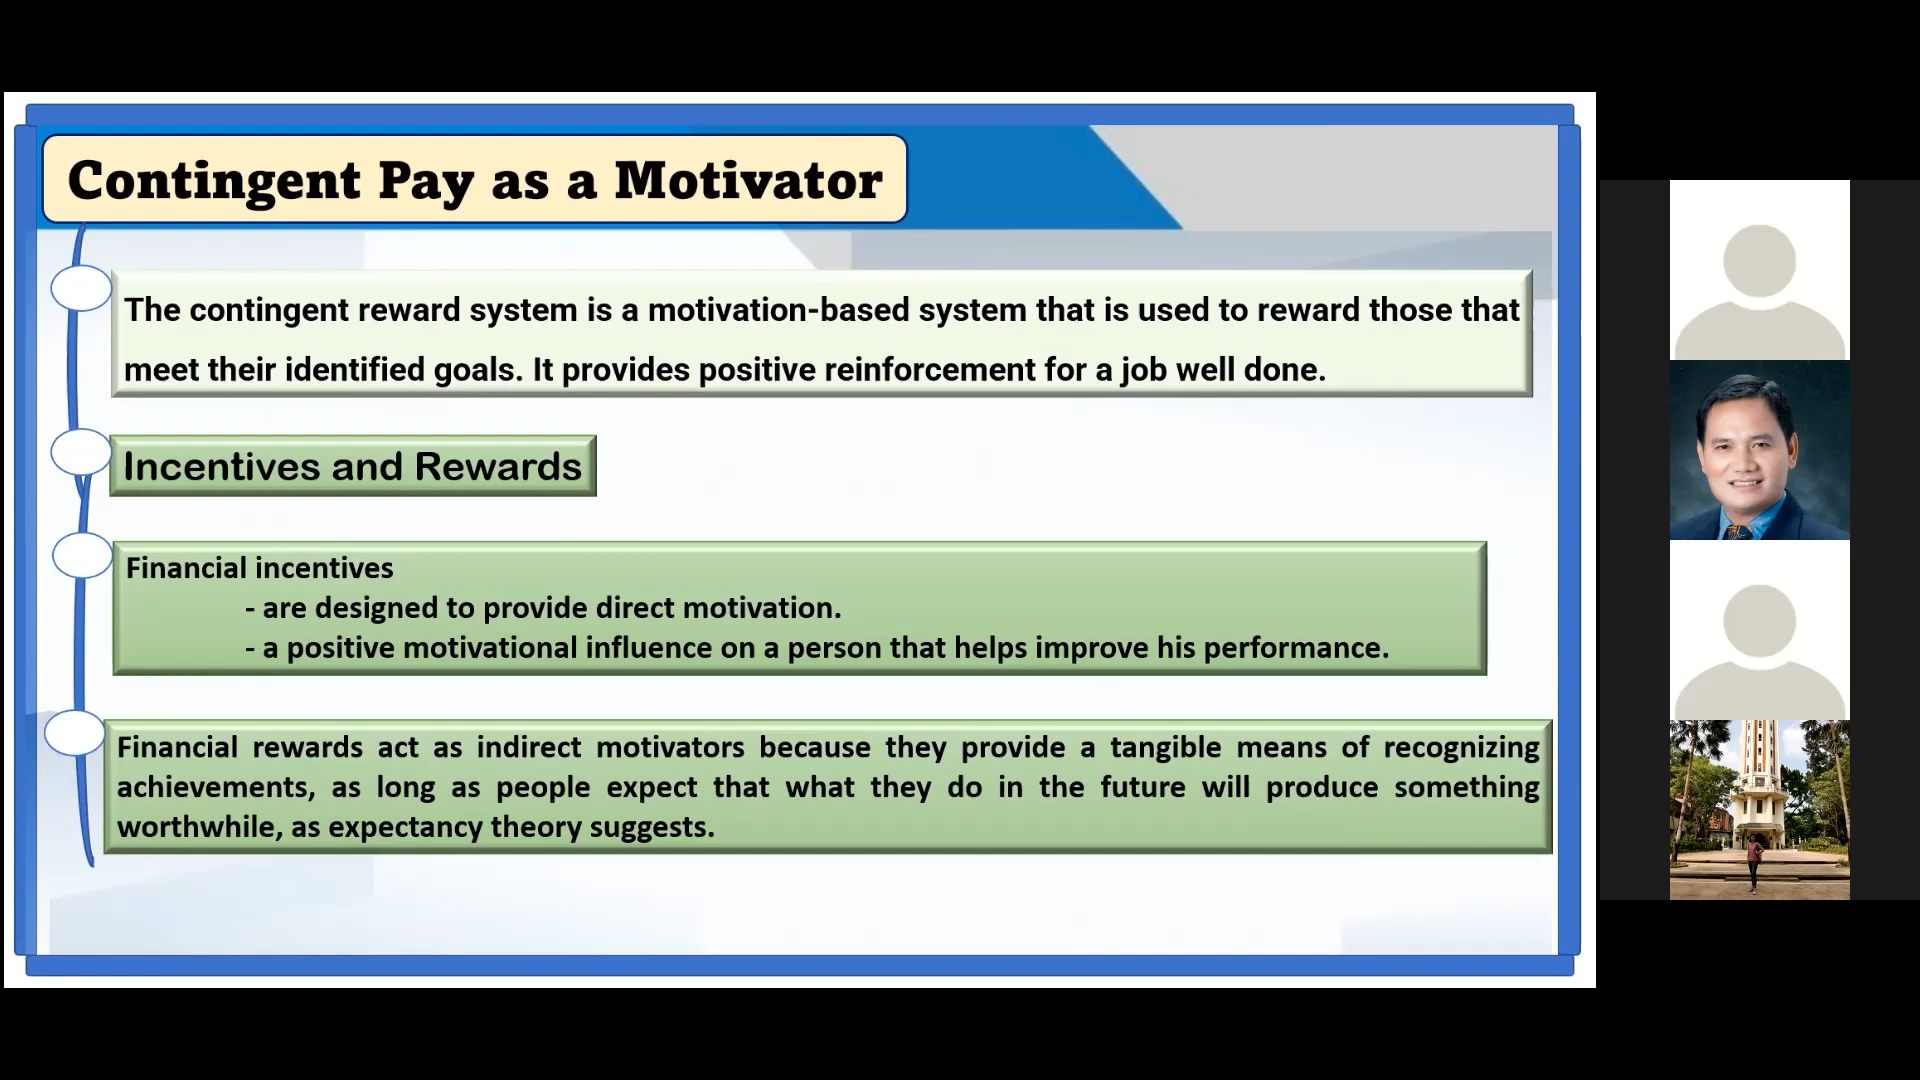 Contingent Pay as a Motivator
The contingent reward system is a motivation-based system that is used to reward those that
meet their identified goals. It provides positive reinforcement for a job well done.
Incentives and Rewards
Financial incentives
- are designed to provide direct motivation.
- a positive motivational influence on a person that helps improve his performance.
Financial rewards act as indirect motivators because they provide a tangible means of recognizing
achievements, as long as people expect that what they do in the future will produce something
worthwhile, as expectancy theory suggests.